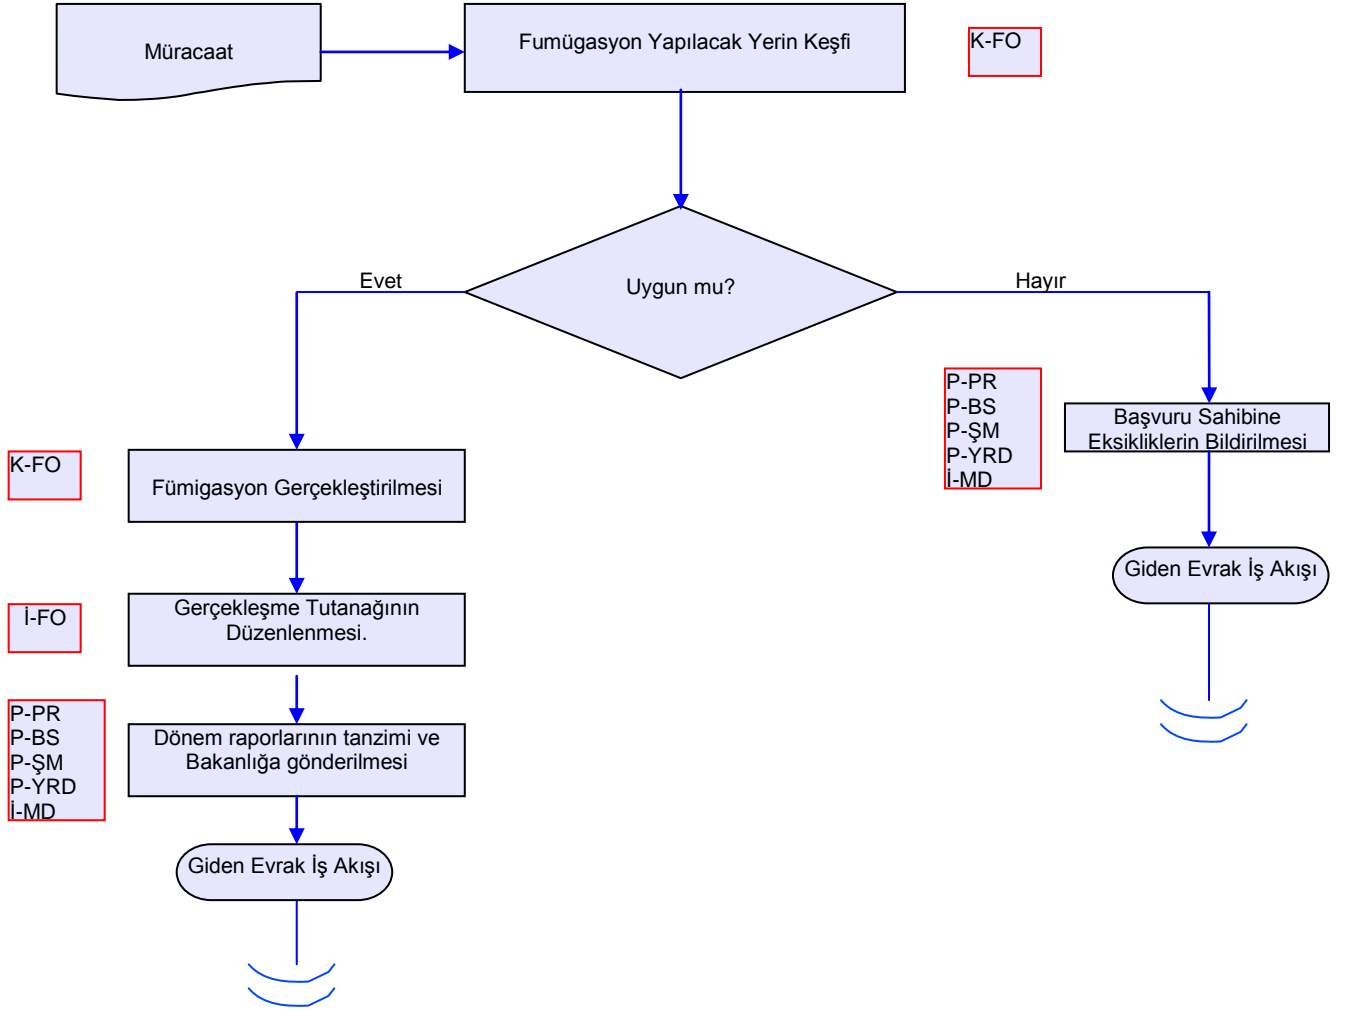 Müracaat
Fumügasyon Yapılacak Yerin Keşfi
K-FO
Uygun mu?
Evet
Hayır
P-PR
P-BS
P-ŞM
P-YRD
İ-MD
Başvuru Sahibine
Eksikliklerin Bildirilmesi
Giden Evrak İş Akışı
K-FO
Fümigasyon Gerçekleştirilmesi
İ-FO
Gerçekleşme Tutanağının
Düzenlenmesi.
P-PR
P-BS
P-ŞM
P-YRD
İ-MD
Dönem raporlarının tanzimi ve
Bakanlığa gönderilmesi
Giden Evrak İş Akışı